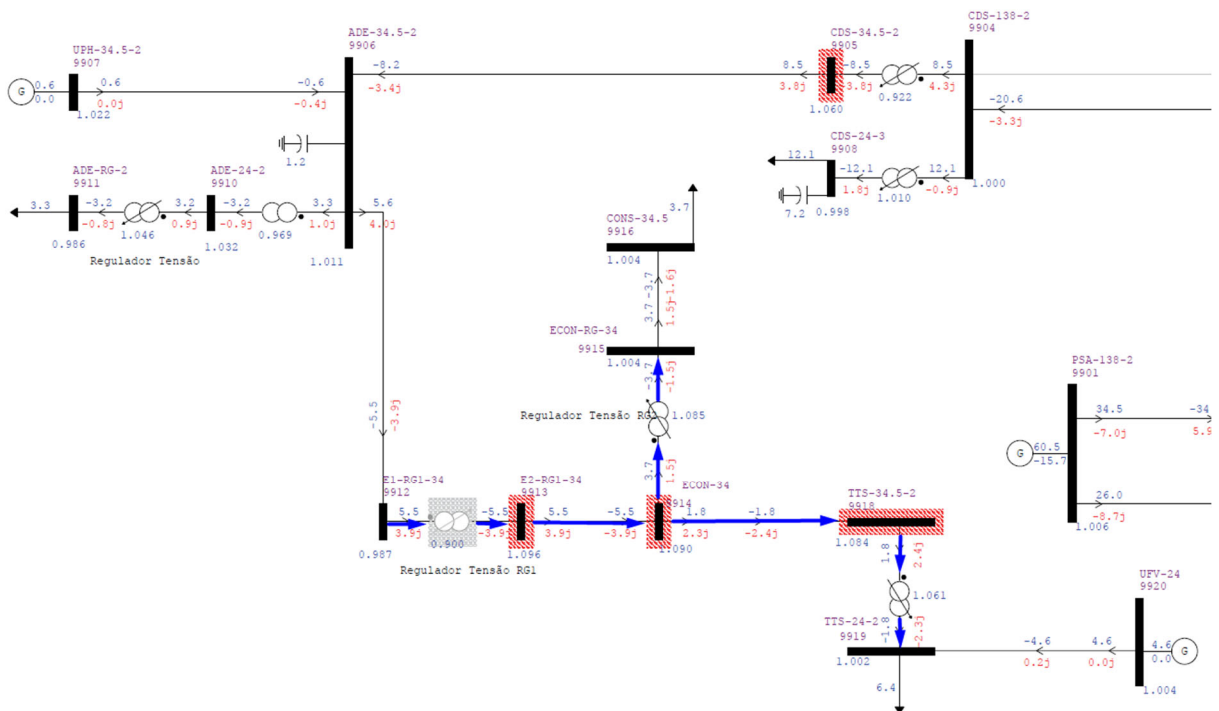 CDS-138-2
9904
ADE-34.5-2
9906
CDS-34.5-2
9905
UPH-34.5-2
9907
-8.2
-3.4j
8.5
3.8j
-8.5
-3.8j
8.5
4.3j
0.922
1.060
G
0.6
0.0
0.6
0.0j
-0.6
-0.4j
1.022
-20.6
-3.3j
1.2
CDS-24-3
9908
12.1
-12.1
1.8j
12.1
-0.9j
1.010
7.2
0.998
1.000
ADE-RG-2
9911
ADE-24-2
9910
3.3
-3.2
-0.8j
3.2
0.9j
-3.2
-0.9j
3.3
1.0j
5.6
4.0j
0.986
1.046
1.032
0.969
1.011
Regulador Tensão
3.7
CONS-34.5
9916
1.004
3.7
-3.7
1.5j
-1.6j
ECON-RG-34
9915
1.004
-3.7
-1.5j
PSA-138-2
9901
Regulador Tensão
1.085
34.5
-7.0j
-34
5.9
G
60.5
-15.7
26.0
-8.7j
1.006
-5.5
-3.9j
3.7
1.5j
E1-RG1-34
9912
E2-RG1-34
9913
ECON-34
9914
TTS-34.5-2
9918
5.5
3.9j
-5.5
-3.9j
5.5
3.9j
-5.5
-3.9j
1.8
2.3j
-1.8
-2.4j
0.987
0.900
1.096
1.090
1.084
Regulador Tensão RG1
1.8
2.4j
1.061
UFV-24
9920
-1.8
-2.3j
TTS-24-2
9919
-4.6
0.2j
4.6
0.0j
4.6
0.0
G
1.002
6.4
1.004